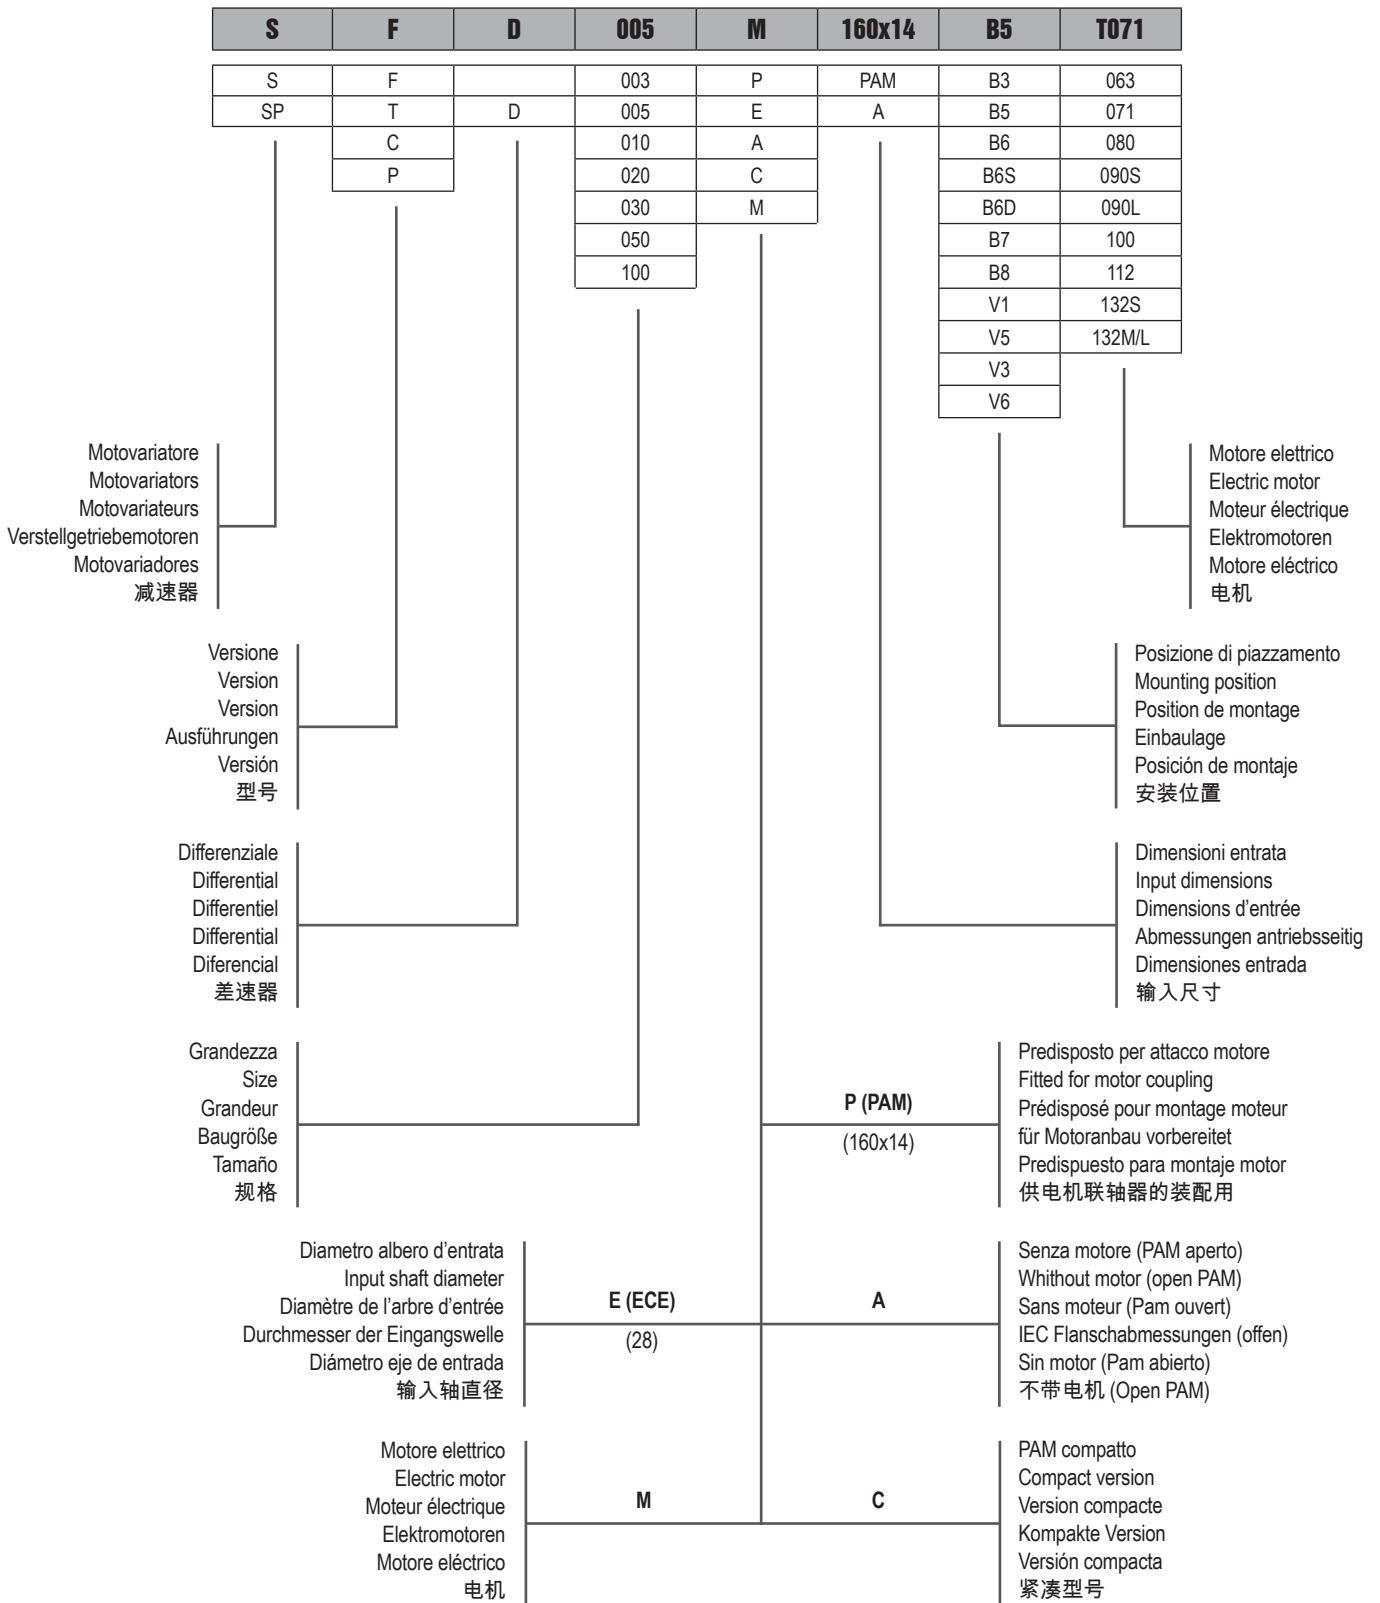 S F D 005 M 160x14 B5 T071
S F 003 P PAM B3 063
SP T D 005 E A B5 071
C 010 A B6 080
P 020 C B6S 090S
030 M B6D 090L
050 B7 100
100 B8 112
V1 132S
V5 132M/L
V3
V6
Motovariatore
Motovariators
Motovariateurs
Verstellgetriebemotoren
Motovariadores
减速器
Motore elettrico
Electric motor
Moteur électrique
Elektromotoren
Motore eléctrico
电机
Versione
Version
Version
Ausführungen
Versión
型号
Posizione di piazzamento
Mounting position
Position de montage
Einbaulage
Posición de montaje
安装位置
Differenziale
Differential
Differentiel
Differential
Diferencial
差速器
Dimensioni entrata
Input dimensions
Dimensions d’entrée
Abmessungen antriebsseitig
Dimensiones entrada
输入尺寸
Grandezza
Size
Grandeur
Baugröße
Tamaño
规格
P (PAM)
(160x14)
Predisposto per attacco motore
Fitted for motor coupling
Prédisposé pour montage moteur
für Motoranbau vorbereitet
Predispuesto para montaje motor
供电机联轴器的装配用
Diametro albero d’entrata
Input shaft diameter
Diamètre de l’arbre d’entrée
Durchmesser der Eingangswelle
Diámetro eje de entrada
输入轴直径
E (ECE)
(28)
A
Senza motore (PAM aperto)
Whithout motor (open PAM)
Sans moteur (Pam ouvert)
IEC Flanschabmessungen (offen)
Sin motor (Pam abierto)
不带电机 (Open PAM)
Motore elettrico
Electric motor
Moteur électrique
Elektromotoren
Motore eléctrico
电机
M
C
PAM compatto
Compact version
Version compacte
Kompakte Version
Versión compacta
紧凑型号